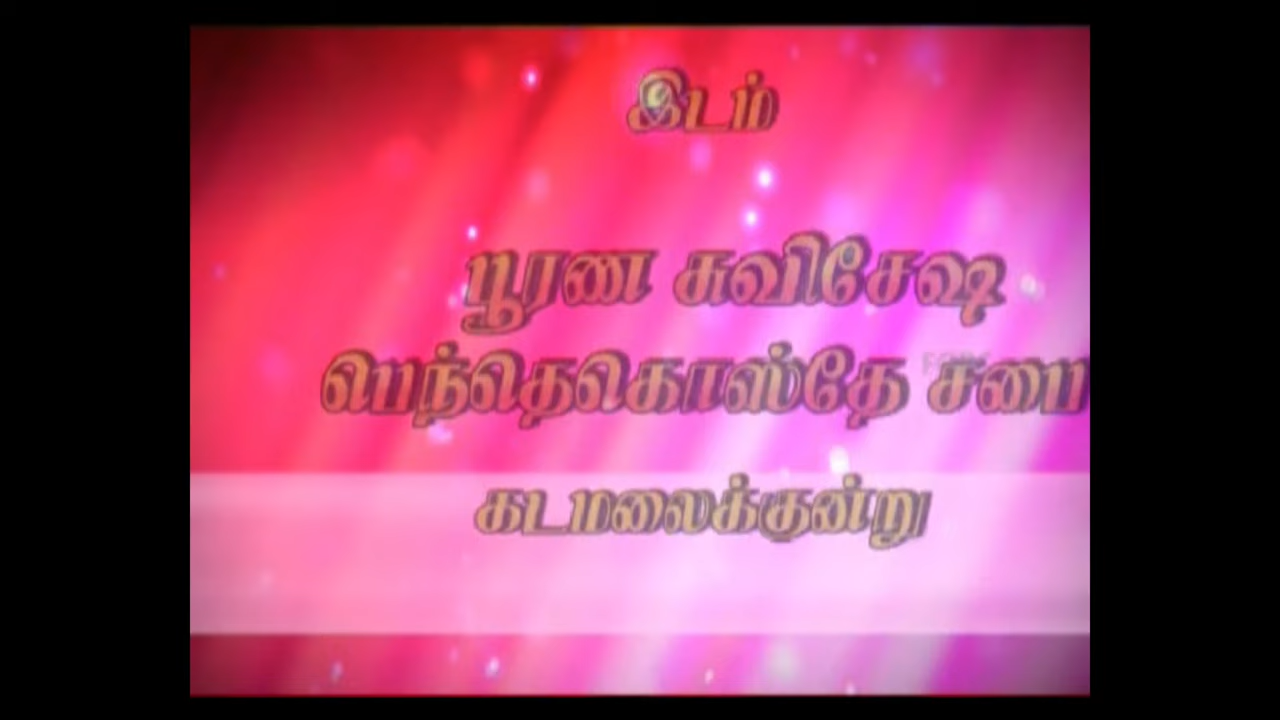 இடம்
பூரண சுவிசேஷ
பெந்தெகொஸ்தே சபை
கடமலைக்குன்று